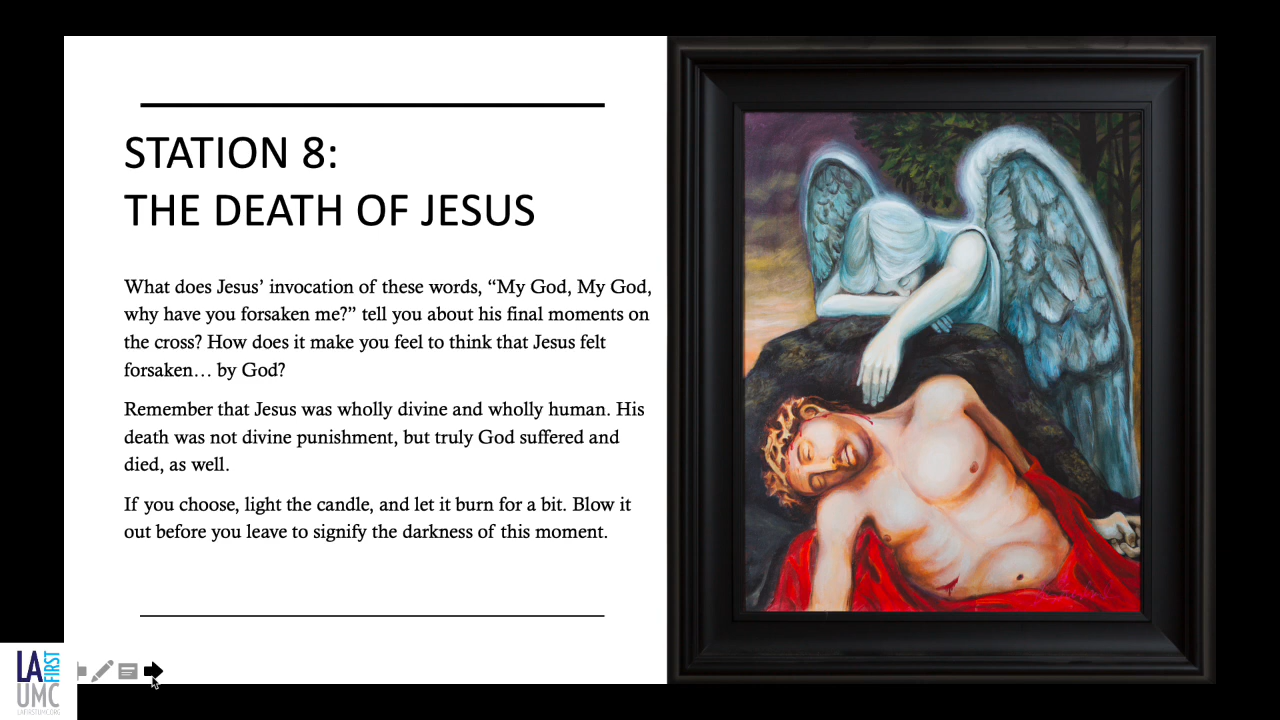 STATION 8:
THE DEATH OF JESUS
What does Jesus’ invocation of these words, “My God, My God,
why have you forsaken me?” tell you about his final moments on
the cross? How does it make you feel to think that Jesus felt
forsaken… by God?
Remember that Jesus was wholly divine and wholly human. His
death was not divine punishment, but truly God suffered and
died, as well.
If you choose, light the candle, and let it burn for a bit. Blow it
out before you leave to signify the darkness of this moment.
LA FIRST
UMC
LAFIRSTUMC.ORG